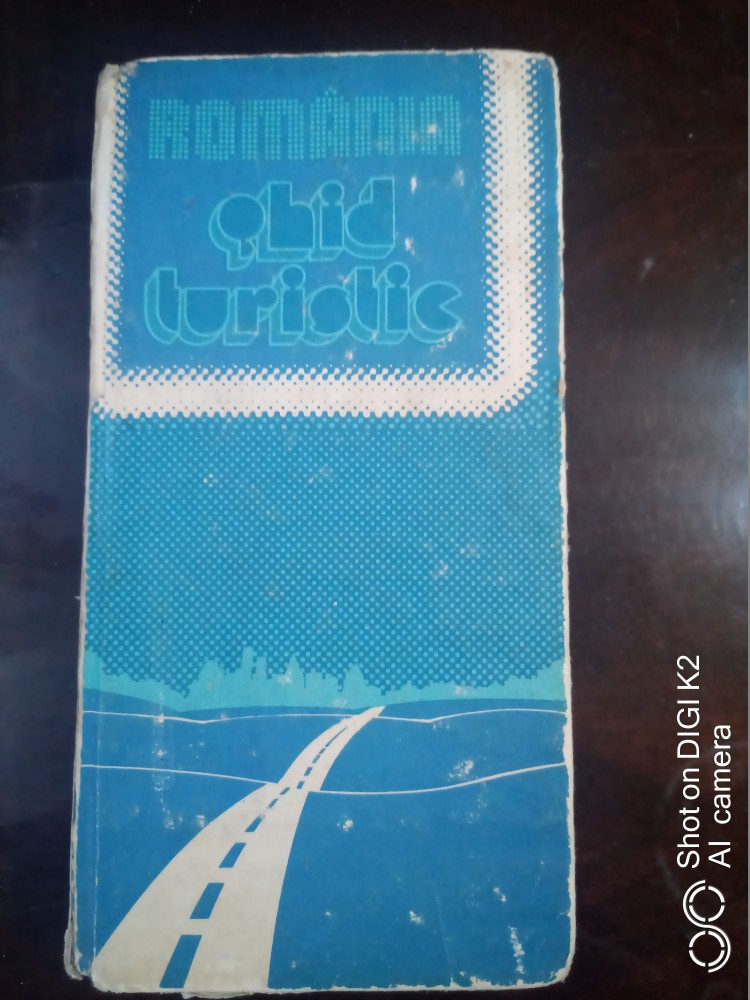 ROMÂNIA
ghid
turistic
Shot on DIGI K2
AI camera